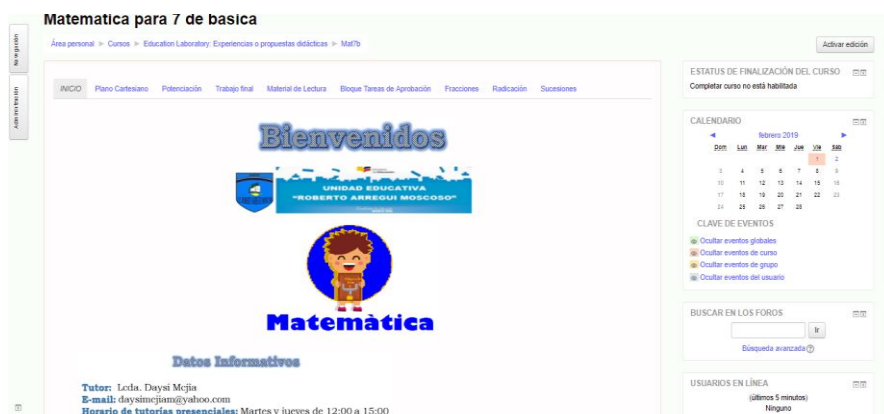 Matematica para 7 de basica
Navegación
Administración
Área personal ► Cursos ► Education Laboratory: Experiencias o propuestas didácticas ► Mat7b
Activar edición
INICIO Plano Cartesiano Potenciación Trabajo final Material de Lectura Bloque Tareas de Aprobación Fracciones Radicación Sucesiones
Bienvenidos
UNIDAD EDUCATIVA
"ROBERTO ARREGUI MOSCOSO"
Matemàtica
Datos Informativos
Tutor: Lcda. Daysi Mejia
E-mail: daysimejiam@yahoo.com
Horario de tutorías presenciales: Martes y jueves de 12:00 a 15:00
ESTATUS DE FINALIZACIÓN DEL CURSO
Completar curso no está habilitada
CALENDARIO
◄ febrero 2019 ►
Dom Lun Mar Mié Jue Vie Sáb
1 2
3 4 5 6 7 8 9
10 11 12 13 14 15 16
17 18 19 20 21 22 23
24 25 26 27 28
CLAVE DE EVENTOS
Ocultar eventos globales
Ocultar eventos de curso
Ocultar eventos de grupo
Ocultar eventos del usuario
BUSCAR EN LOS FOROS
Ir
Búsqueda avanzada
USUARIOS EN LÍNEA
(últimos 5 minutos)
Ninguno